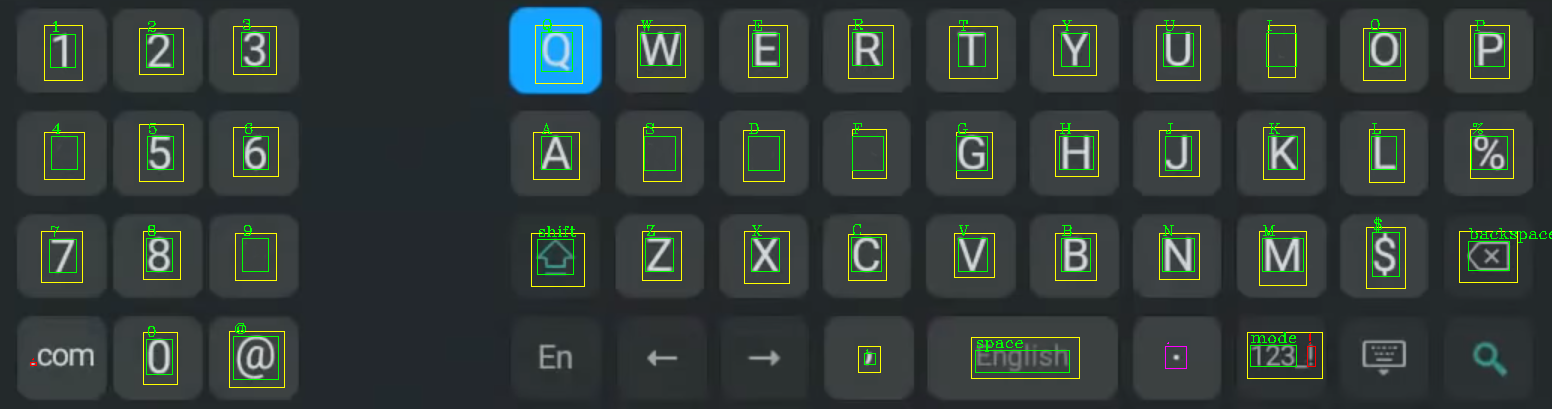 1 2 3 Q W E R T Y U I O P
1 2 3 Q W E R T Y U O P
4 5 6 A S D F G H J K L %
5 6 A G H J K L %
7 8 9 shift Z X C V B N M $ backspace
7 8 Z X C V B N M $
0 @ space mode
.com 0 @ En ← → , English . 123_!